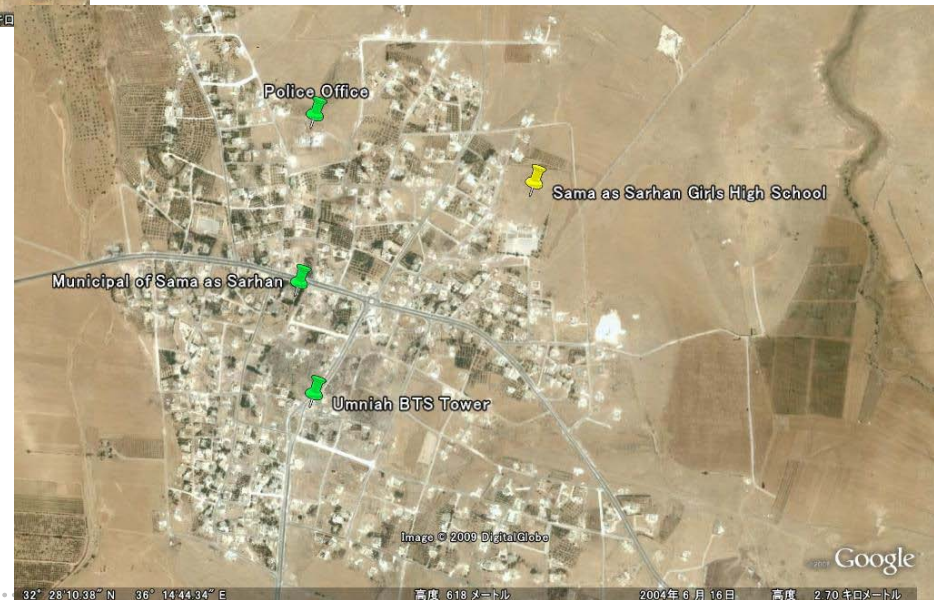 Police Office
Sama as Sarhan Girls High School
Municipal of Sama as Sarhan
Umniah BTS Tower
Image © 2009 DigitalGlobe
Google
32° 28'10.38" N 36° 14'44.34" E 高度 618 メートル 2004年 6月 16日 高度 2.70 キロメートル